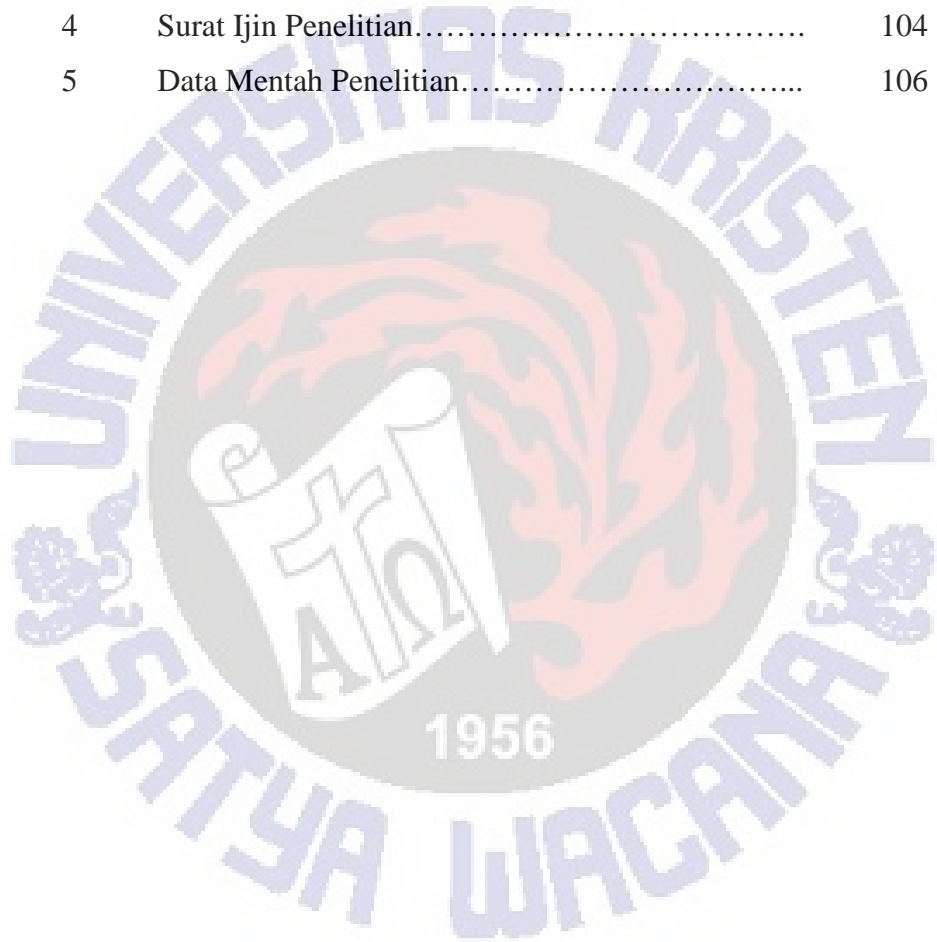 4 Surat Ijin Penelitian…………………………………. 104
5 Data Mentah Penelitian…………………………... 106
UNIVERSITAS KRISTEN
Α Ω
1956
SATYA WACANA